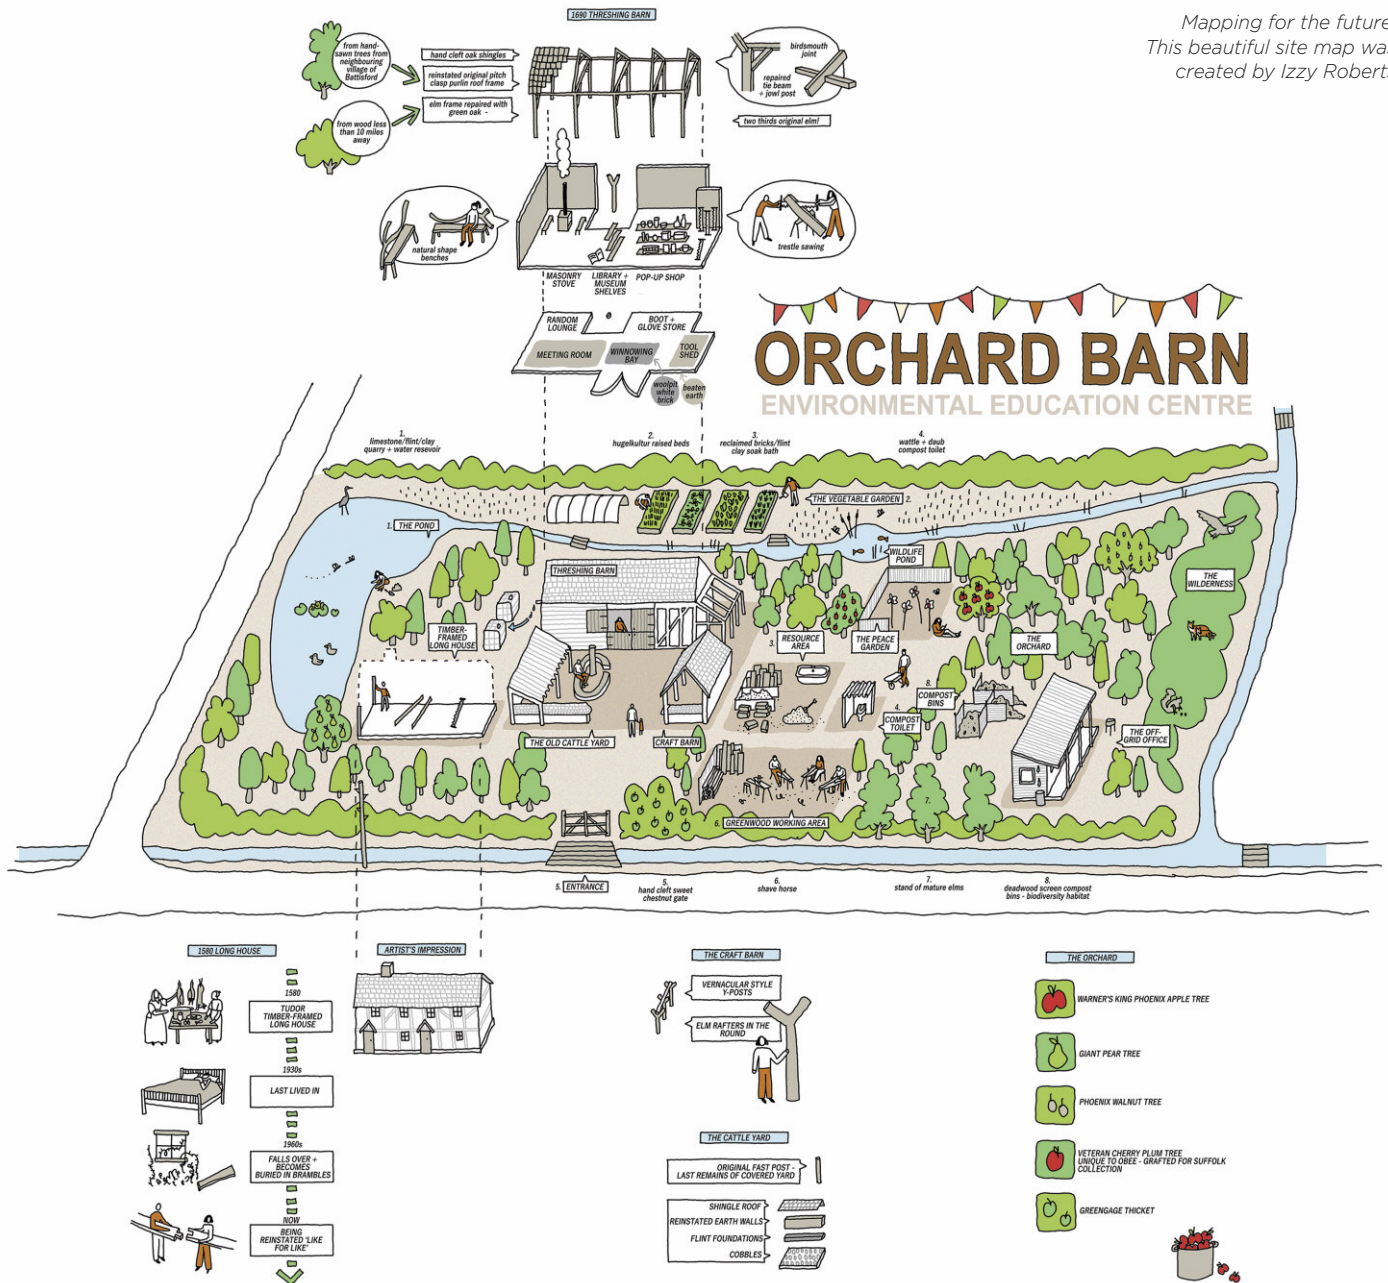 Mapping for the future
This beautiful site map was
created by Izzy Roberts
1690 THRESHING BARN
from hand-
sawn trees from
neighbouring
village of
Battisford
hand cleft oak shingles
reinstated original pitch
clasp purlin roof frame
elm frame repaired with
green oak -
from wood less
than 10 miles
away
birdsmouth
joint
repaired
tie beam
+ jowl post
two thirds original elm!
natural shape
benches
trestle sawing
MASONRY
STOVE
LIBRARY +
MUSEUM
SHELVES
POP-UP SHOP
RANDOM
LOUNGE
BOOT +
GLOVE STORE
MEETING ROOM
WINNOWING
BAY
TOOL
SHED
woolpit
white
brick
beaten
earth
ORCHARD BARN
ENVIRONMENTAL EDUCATION CENTRE
1.
limestone/flint/clay
quarry + water resevoir
2.
hugelkultur raised beds
3.
reclaimed bricks/flint
clay soak bath
4.
wattle + daub
compost toilet
1. THE POND
THE VEGETABLE GARDEN 2.
WILDLIFE
POND
THRESHING BARN
THE
WILDERNESS
TIMBER-
FRAMED
LONG HOUSE
3. RESOURCE
AREA
THE PEACE
GARDEN
THE
ORCHARD
8.
COMPOST
BINS
4.
COMPOST
TOILET
THE OFF-
GRID OFFICE
THE OLD CATTLE YARD
CRAFT BARN
7.
6. GREENWOOD WORKING AREA
5. ENTRANCE
5.
hand cleft sweet
chestnut gate
6.
shave horse
7.
stand of mature elms
8.
deadwood screen compost
bins - biodiversity habitat
1580 LONG HOUSE
1580
TUDOR
TIMBER-FRAMED
LONG HOUSE
1930s
LAST LIVED IN
1960s
FALLS OVER +
BECOMES
BURIED IN BRAMBLES
NOW
BEING
REINSTATED 'LIKE
FOR LIKE'
ARTIST'S IMPRESSION
THE CRAFT BARN
VERNACULAR STYLE
Y-POSTS
ELM RAFTERS IN THE
ROUND
THE CATTLE YARD
ORIGINAL FAST POST -
LAST REMAINS OF COVERED YARD
SHINGLE ROOF
REINSTATED EARTH WALLS
FLINT FOUNDATIONS
COBBLES
THE ORCHARD
WARNER'S KING PHOENIX APPLE TREE
GIANT PEAR TREE
PHOENIX WALNUT TREE
VETERAN CHERRY PLUM TREE
UNIQUE TO OBEE - GRAFTED FOR SUFFOLK
COLLECTION
GREENGAGE THICKET